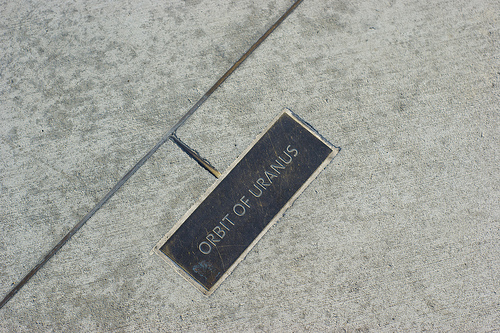 ORBIT OF URANUS